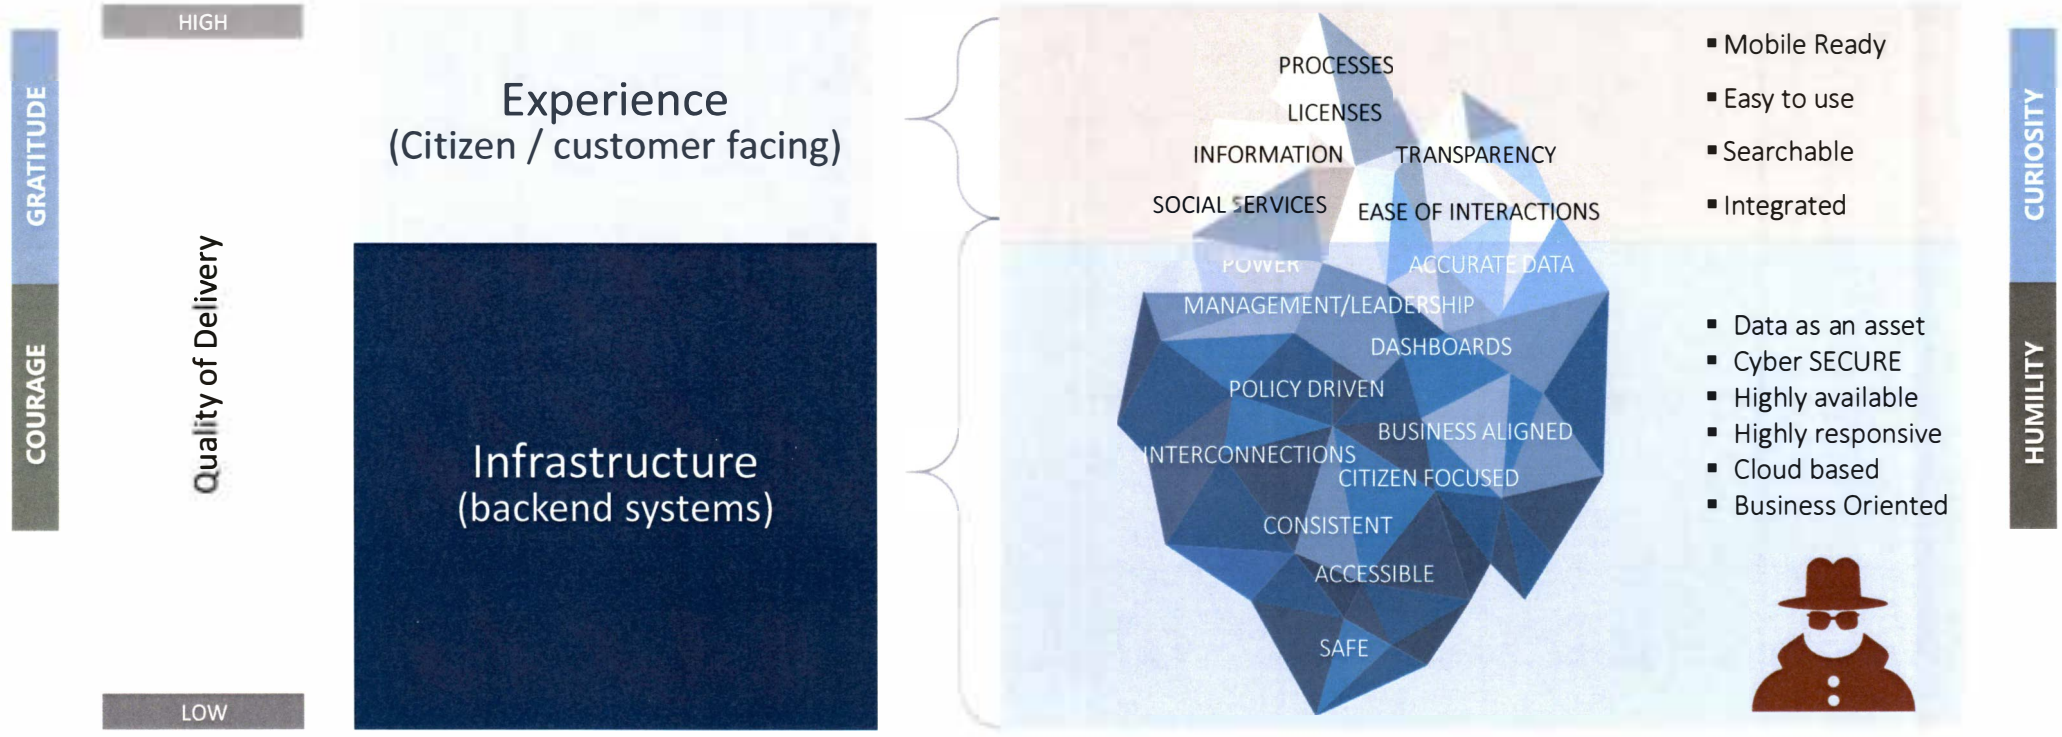 HIGH
GRATITUDE
COURAGE
Quality of Delivery
LOW
Experience
(Citizen / customer facing)
Infrastructure
(backend systems)
PROCESSES
LICENSES
INFORMATION
TRANSPARENCY
SOCIAL SERVICES
EASE OF INTERACTIONS
POWER
ACCURATE DATA
MANAGEMENT/LEADERSHIP
DASHBOARDS
POLICY DRIVEN
BUSINESS ALIGNED
INTERCONNECTIONS
CITIZEN FOCUSED
CONSISTENT
ACCESSIBLE
SAFE
▪ Mobile Ready
▪ Easy to use
▪ Searchable
▪ Integrated
▪ Data as an asset
▪ Cyber SECURE
▪ Highly available
▪ Highly responsive
▪ Cloud based
▪ Business Oriented
CURIOSITY
HUMILITY